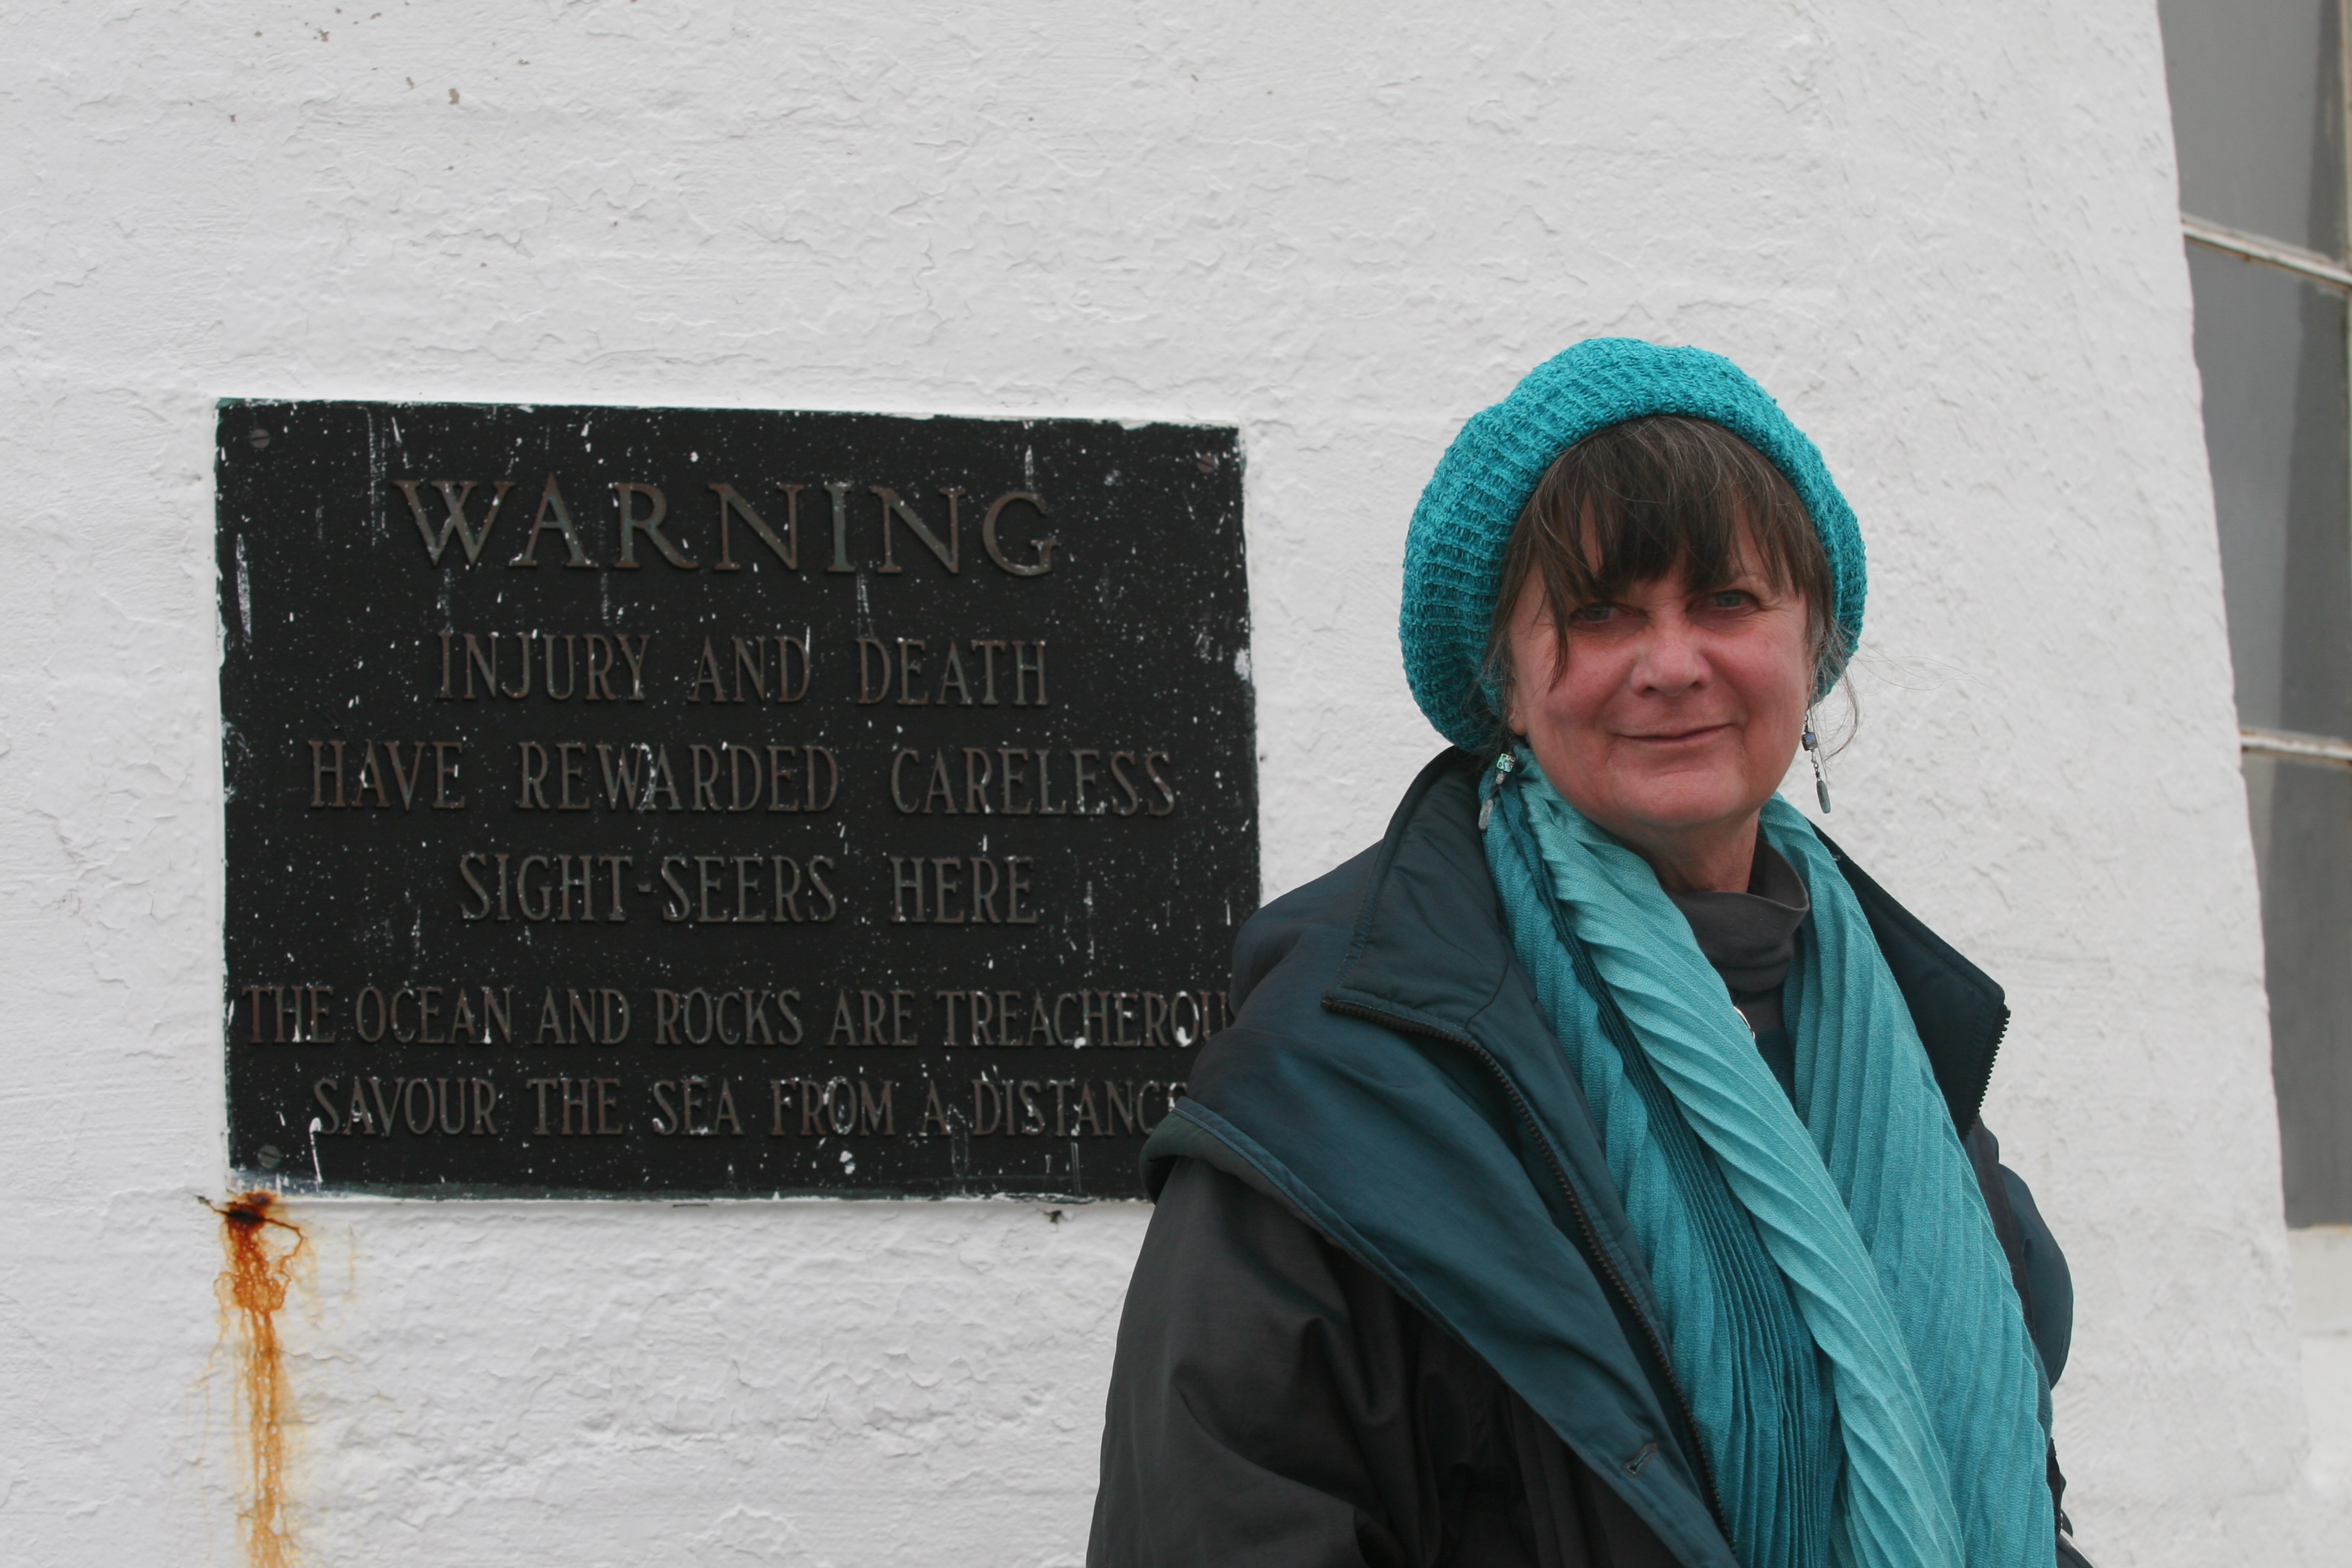 WARNING
INJURY AND DEATH
HAVE REWARDED CARELESS
SIGHT-SEERS HERE
THE OCEAN AND ROCKS ARE TREACHEROU
SAVOUR THE SEA FROM A DISTANCE